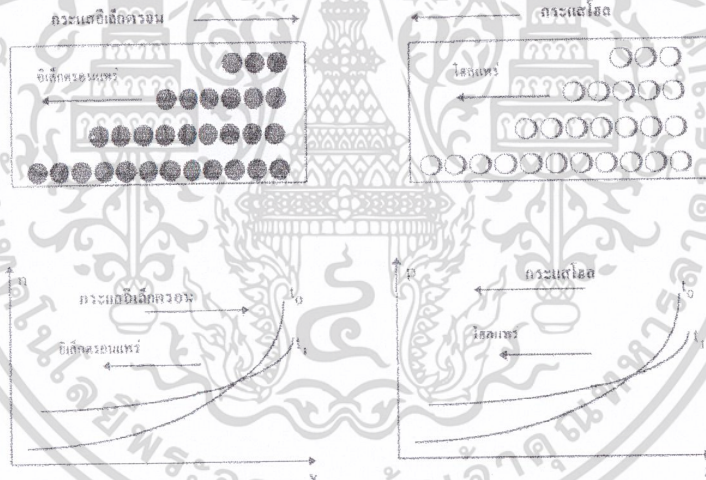 กระแสอิเล็กตรอน
กระแสโฮล
อิเล็กตรอนแพร่
โฮลแพร่
n
กระแสอิเล็กตรอน
t₀
อิเล็กตรอนแพร่
t₁
x
p
กระแสโฮล
t₀
โฮลแพร่
t₁